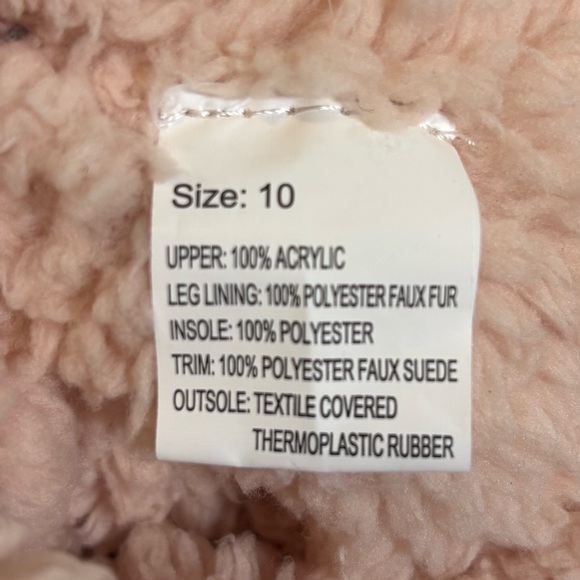 Size: 10
UPPER: 100% ACRYLIC
LEG LINING: 100% POLYESTER FAUX FUR
INSOLE: 100% POLYESTER
TRIM: 100% POLYESTER FAUX SUEDE
OUTSOLE: TEXTILE COVERED
THERMOPLASTIC RUBBER